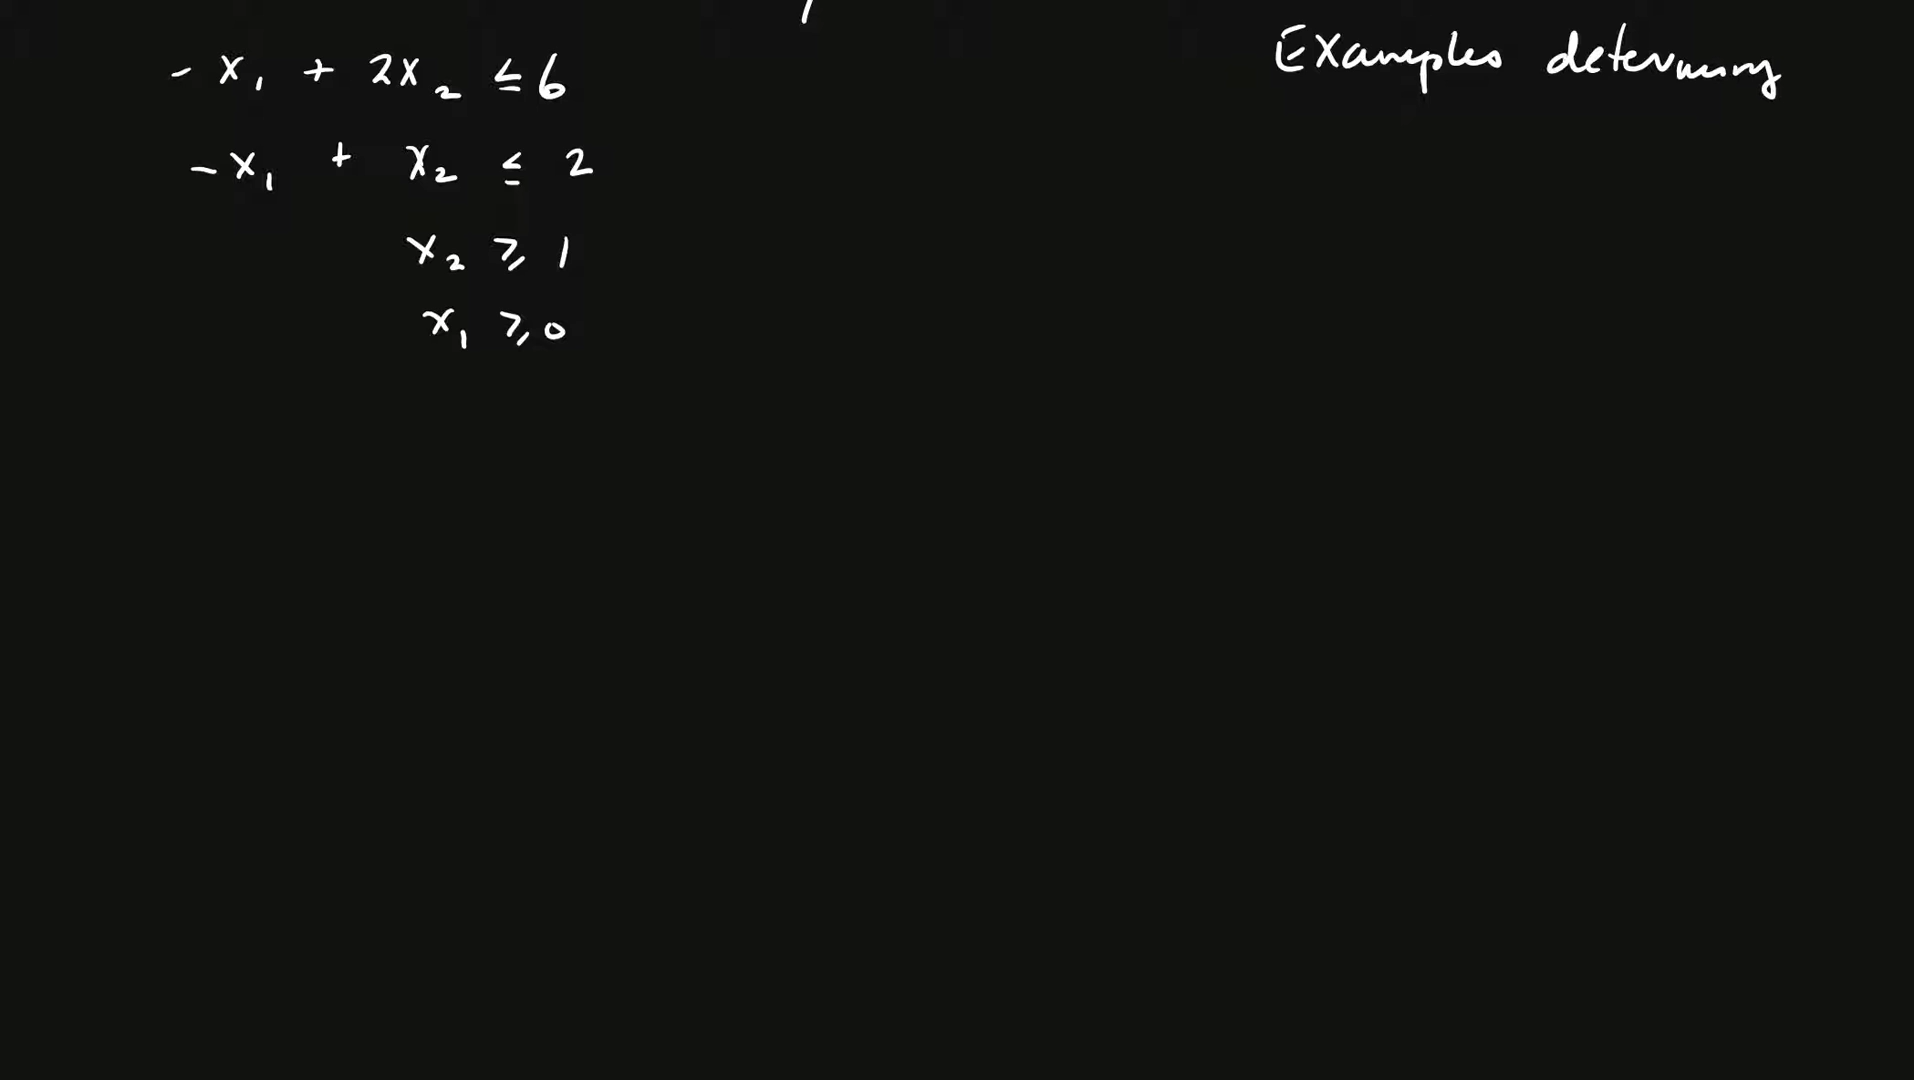 - x₁ + 2x₂ ≤ 6
- x₁ + x₂ ≤ 2
x₂ ≥ 1
x₁ ≥ 0
Examples determining